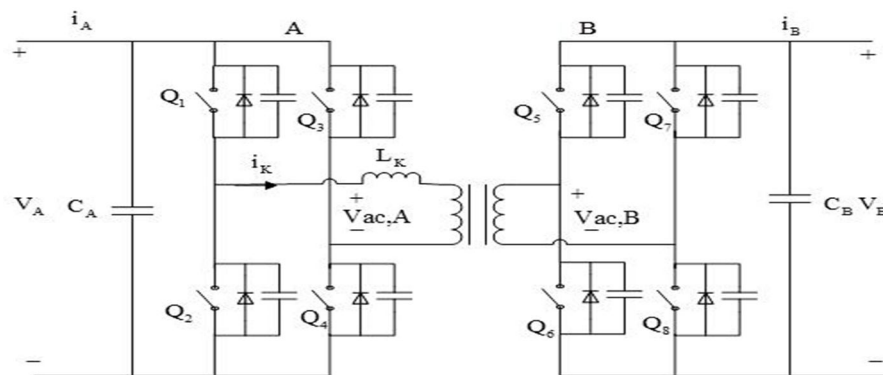 i_A A B i_B
+ +
Q_1 Q_3 Q_5 Q_7
i_K L_K
+ +
V_A C_A Vac,A Vac,B C_B V_B
− −
Q_2 Q_4 Q_6 Q_8
− −